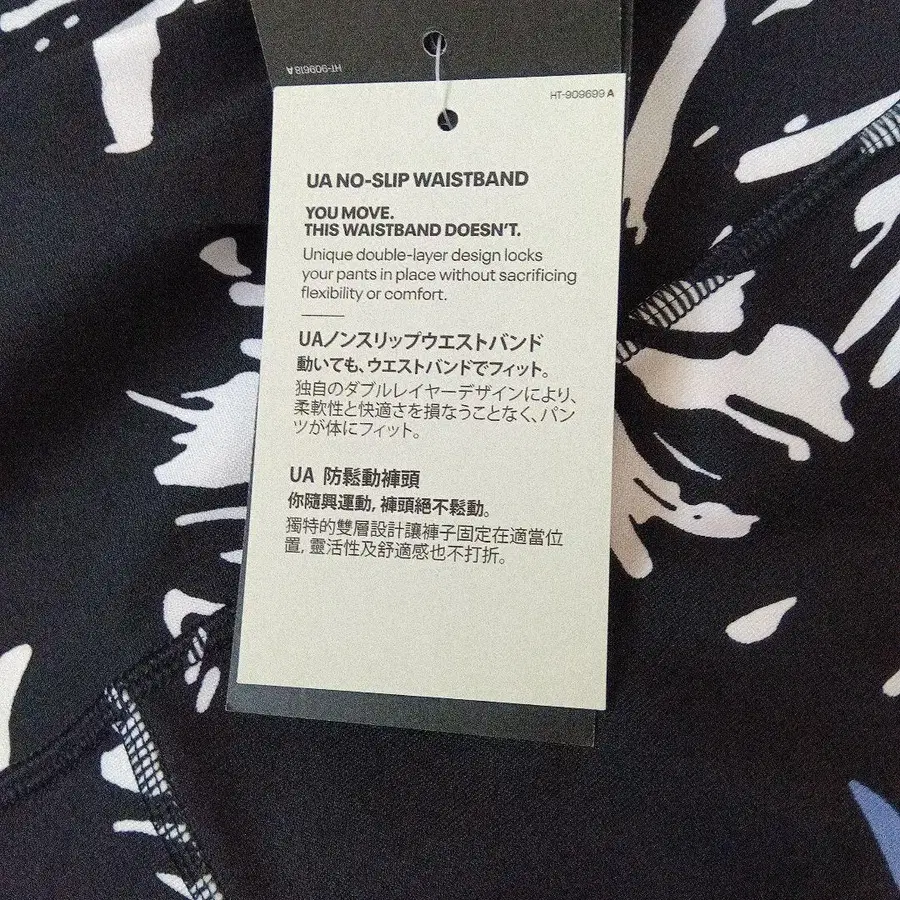 HT-909618 A
HT-909699 A
UA NO-SLIP WAISTBAND
YOU MOVE.
THIS WAISTBAND DOESN'T.
Unique double-layer design locks
your pants in place without sacrificing
flexibility or comfort.
UAノンスリップウエストバンド
動いても、ウエストバンドでフィット。
独自のダブルレイヤーデザインにより、
柔軟性と快適さを損なうことなく、パン
ツが体にフィット。
UA 防鬆動褲頭
你隨興運動, 褲頭絕不鬆動。
獨特的雙層設計讓褲子固定在適當位
置, 靈活性及舒適感也不打折。